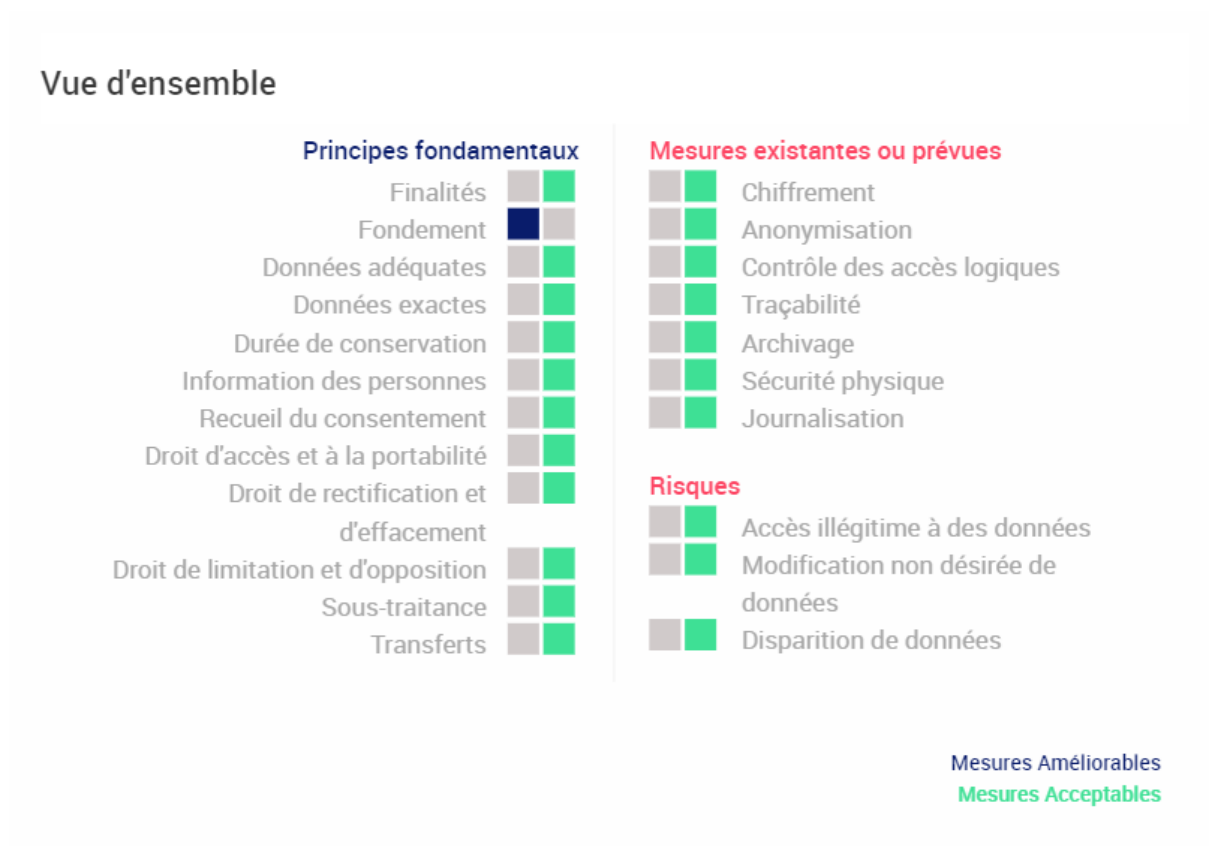 Vue d'ensemble
Principes fondamentaux
Finalités
Fondement
Données adéquates
Données exactes
Durée de conservation
Information des personnes
Recueil du consentement
Droit d'accès et à la portabilité
Droit de rectification et
d'effacement
Droit de limitation et d'opposition
Sous-traitance
Transferts
Mesures existantes ou prévues
Chiffrement
Anonymisation
Contrôle des accès logiques
Traçabilité
Archivage
Sécurité physique
Journalisation
Risques
Accès illégitime à des données
Modification non désirée de
données
Disparition de données
Mesures Améliorables
Mesures Acceptables